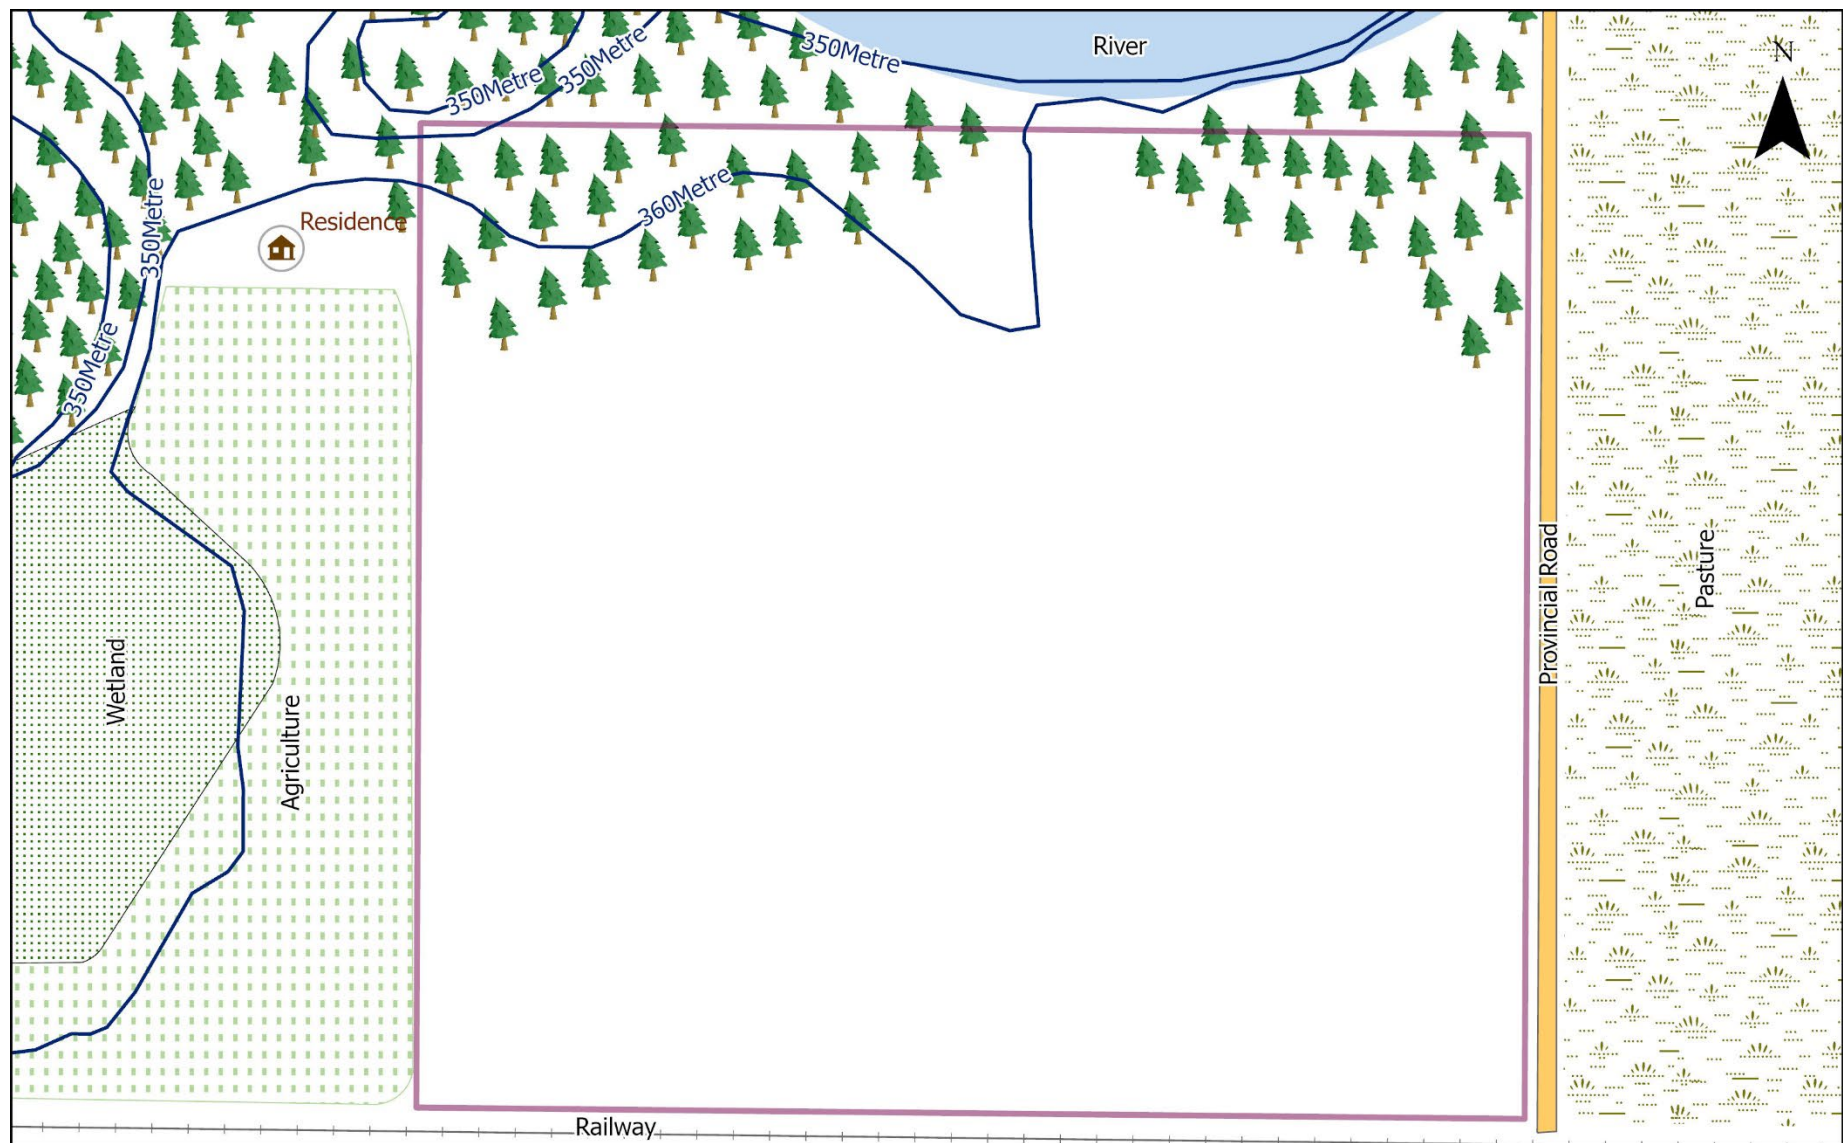 River
N
350Metre
350Metre
350Metre
350Metre
360Metre
Residence
350Metre
Provincial Road
Pasture
Wetland
Agriculture
Railway